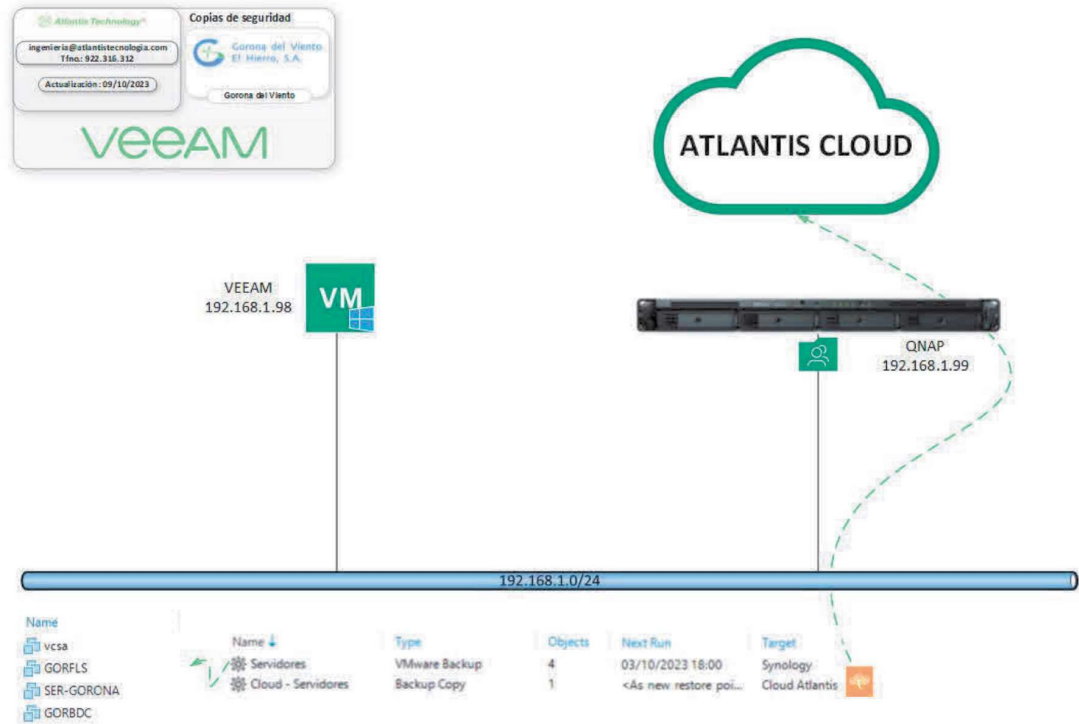 Atlantis Technology®
ingenieria@atlantistecnologia.com
Tfno.: 922.316.312
Actualización: 09/10/2023
Copias de seguridad
Gorona del Viento
El Hierro, S.A.
Gorona del Viento
veeAM
ATLANTIS CLOUD
VEEAM
192.168.1.98
VM
QNAP
192.168.1.99
192.168.1.0/24
Name
vcsa
GORFLS
SER-GORONA
GORBDC
Name Type Objects Next Run Target
Servidores VMware Backup 4 03/10/2023 18:00 Synology
Cloud - Servidores Backup Copy 1 <As new restore poi... Cloud Atlantis